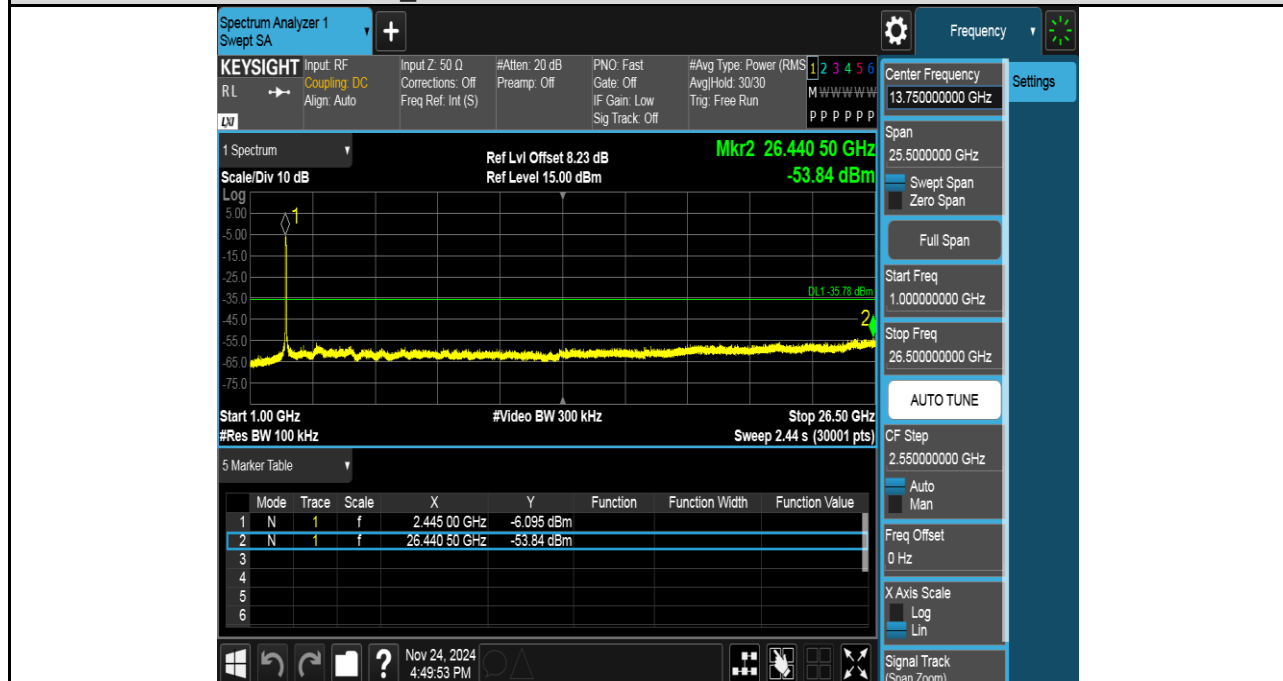 Spectrum Analyzer 1
Swept SA
+
Frequency
KEYSIGHT
RL
LXI
Input: RF
Coupling: DC
Align: Auto
Input Z: 50 Ω
Corrections: Off
Freq Ref: Int (S)
#Atten: 20 dB
Preamp: Off
PNO: Fast
Gate: Off
IF Gain: Low
Sig Track: Off
#Avg Type: Power (RMS
Avg|Hold: 30/30
Trig: Free Run
1 2 3 4 5 6
M W W W W W
P P P P P P
Center Frequency
13.750000000 GHz
Settings
1 Spectrum
Scale/Div 10 dB
Ref Lvl Offset 8.23 dB
Ref Level 15.00 dBm
Mkr2 26.440 50 GHz
-53.84 dBm
Log
5.00
-5.00
-15.0
-25.0
-35.0
-45.0
-55.0
-65.0
-75.0
1
DL1 -35.78 dBm
2
Start 1.00 GHz
#Video BW 300 kHz
Stop 26.50 GHz
#Res BW 100 kHz
Sweep 2.44 s (30001 pts)
Span
25.5000000 GHz
Swept Span
Zero Span
Full Span
Start Freq
1.000000000 GHz
Stop Freq
26.500000000 GHz
AUTO TUNE
CF Step
2.550000000 GHz
Auto
Man
Freq Offset
0 Hz
X Axis Scale
Log
Lin
Signal Track
(Span Zoom)
5 Marker Table
Mode Trace Scale X Y Function Function Width Function Value
1 N 1 f 2.445 00 GHz -6.095 dBm
2 N 1 f 26.440 50 GHz -53.84 dBm
3
4
5
6
?
Nov 24, 2024
4:49:53 PM